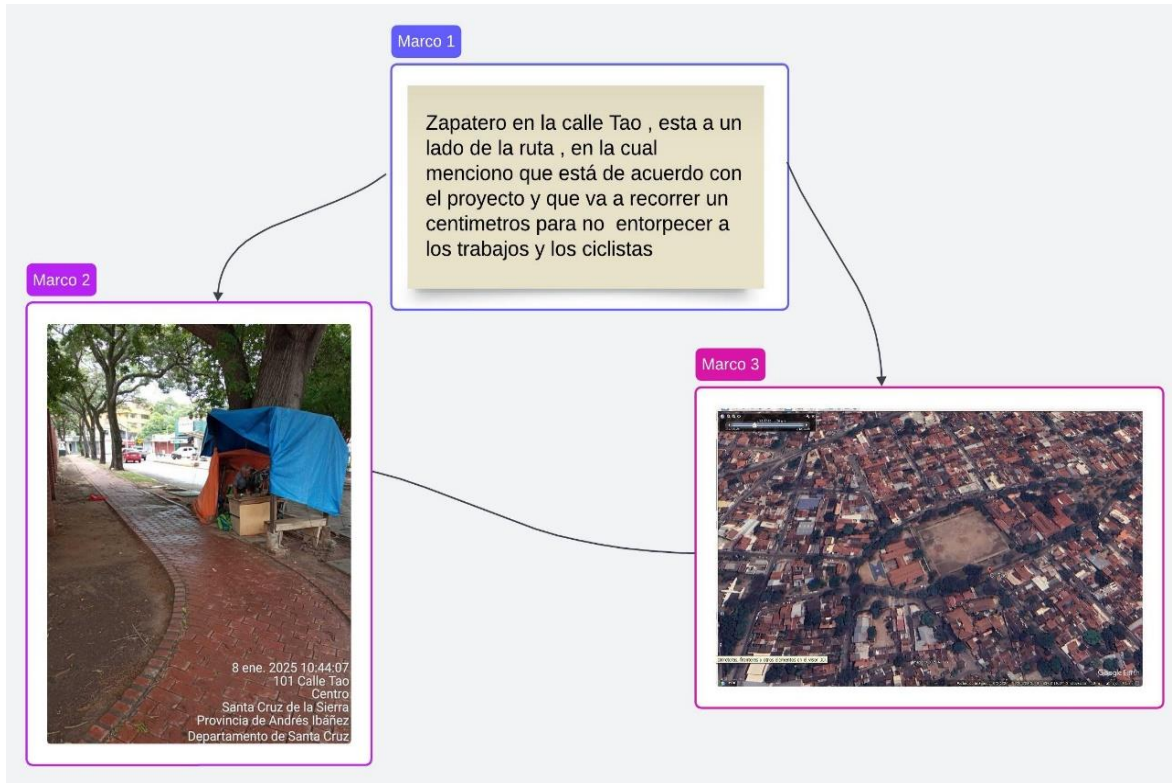 Marco 1
Zapatero en la calle Tao , esta a un
lado de la ruta , en la cual
menciono que está de acuerdo con
el proyecto y que va a recorrer un
centimetros para no entorpecer a
los trabajos y los ciclistas
Marco 2
8 ene. 2025 10:44:07
101 Calle Tao
Centro
Santa Cruz de la Sierra
Provincia de Andrés Ibáñez
Departamento de Santa Cruz
Marco 3
Google